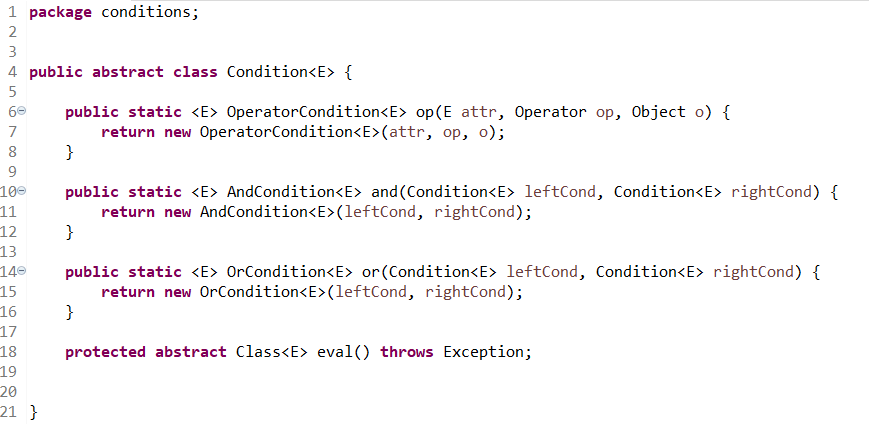 1 package conditions;
2
3
4 public abstract class Condition<E> {
5
6 public static <E> OperatorCondition<E> op(E attr, Operator op, Object o) {
7 return new OperatorCondition<E>(attr, op, o);
8 }
9
10 public static <E> AndCondition<E> and(Condition<E> leftCond, Condition<E> rightCond) {
11 return new AndCondition<E>(leftCond, rightCond);
12 }
13
14 public static <E> OrCondition<E> or(Condition<E> leftCond, Condition<E> rightCond) {
15 return new OrCondition<E>(leftCond, rightCond);
16 }
17
18 protected abstract Class<E> eval() throws Exception;
19
20
21 }